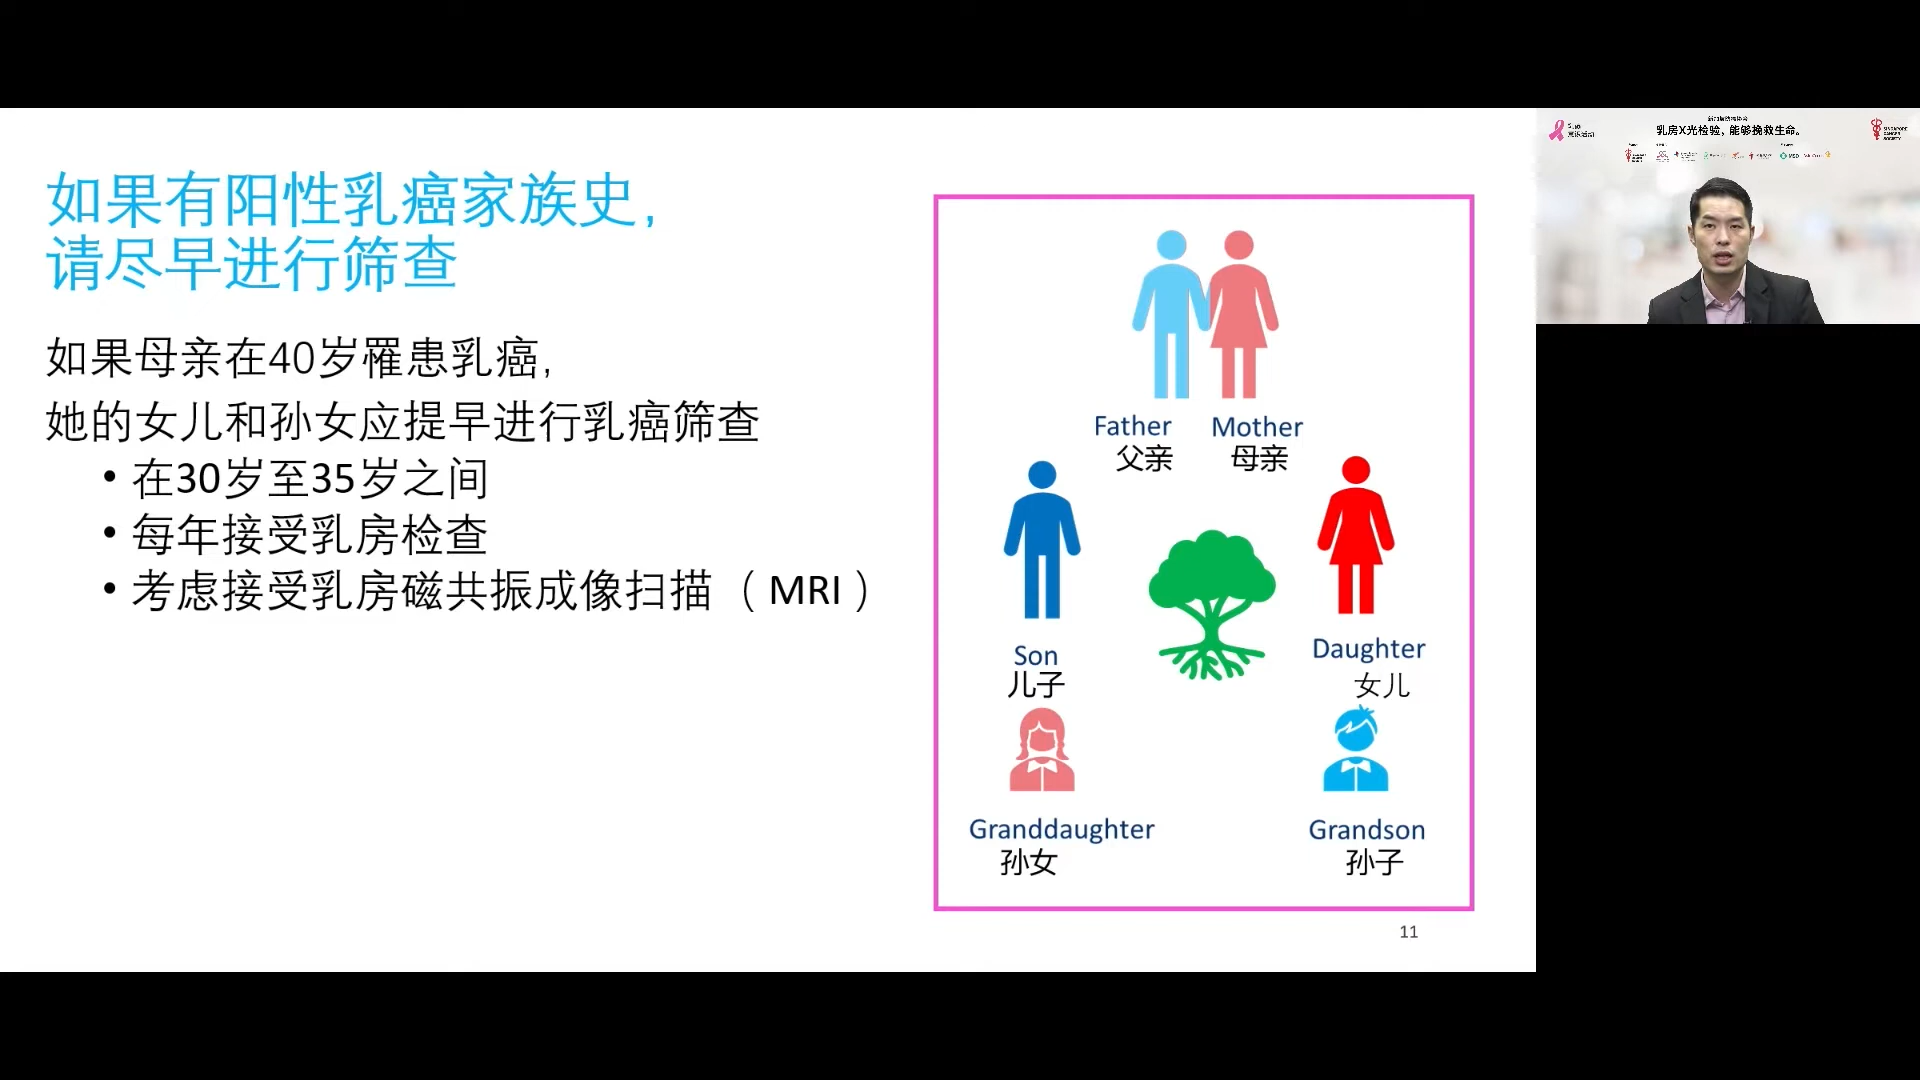 如果有阳性乳癌家族史，
请尽早进行筛查
如果母亲在40岁罹患乳癌，
她的女儿和孙女应提早进行乳癌筛查
• 在30岁至35岁之间
• 每年接受乳房检查
• 考虑接受乳房磁共振成像扫描（MRI）
Father
父亲
Mother
母亲
Son
儿子
Daughter
女儿
Granddaughter
孙女
Grandson
孙子
11
乳房X光检验，能够挽救生命。
SINGAPORE
CANCER
SOCIETY
MSD